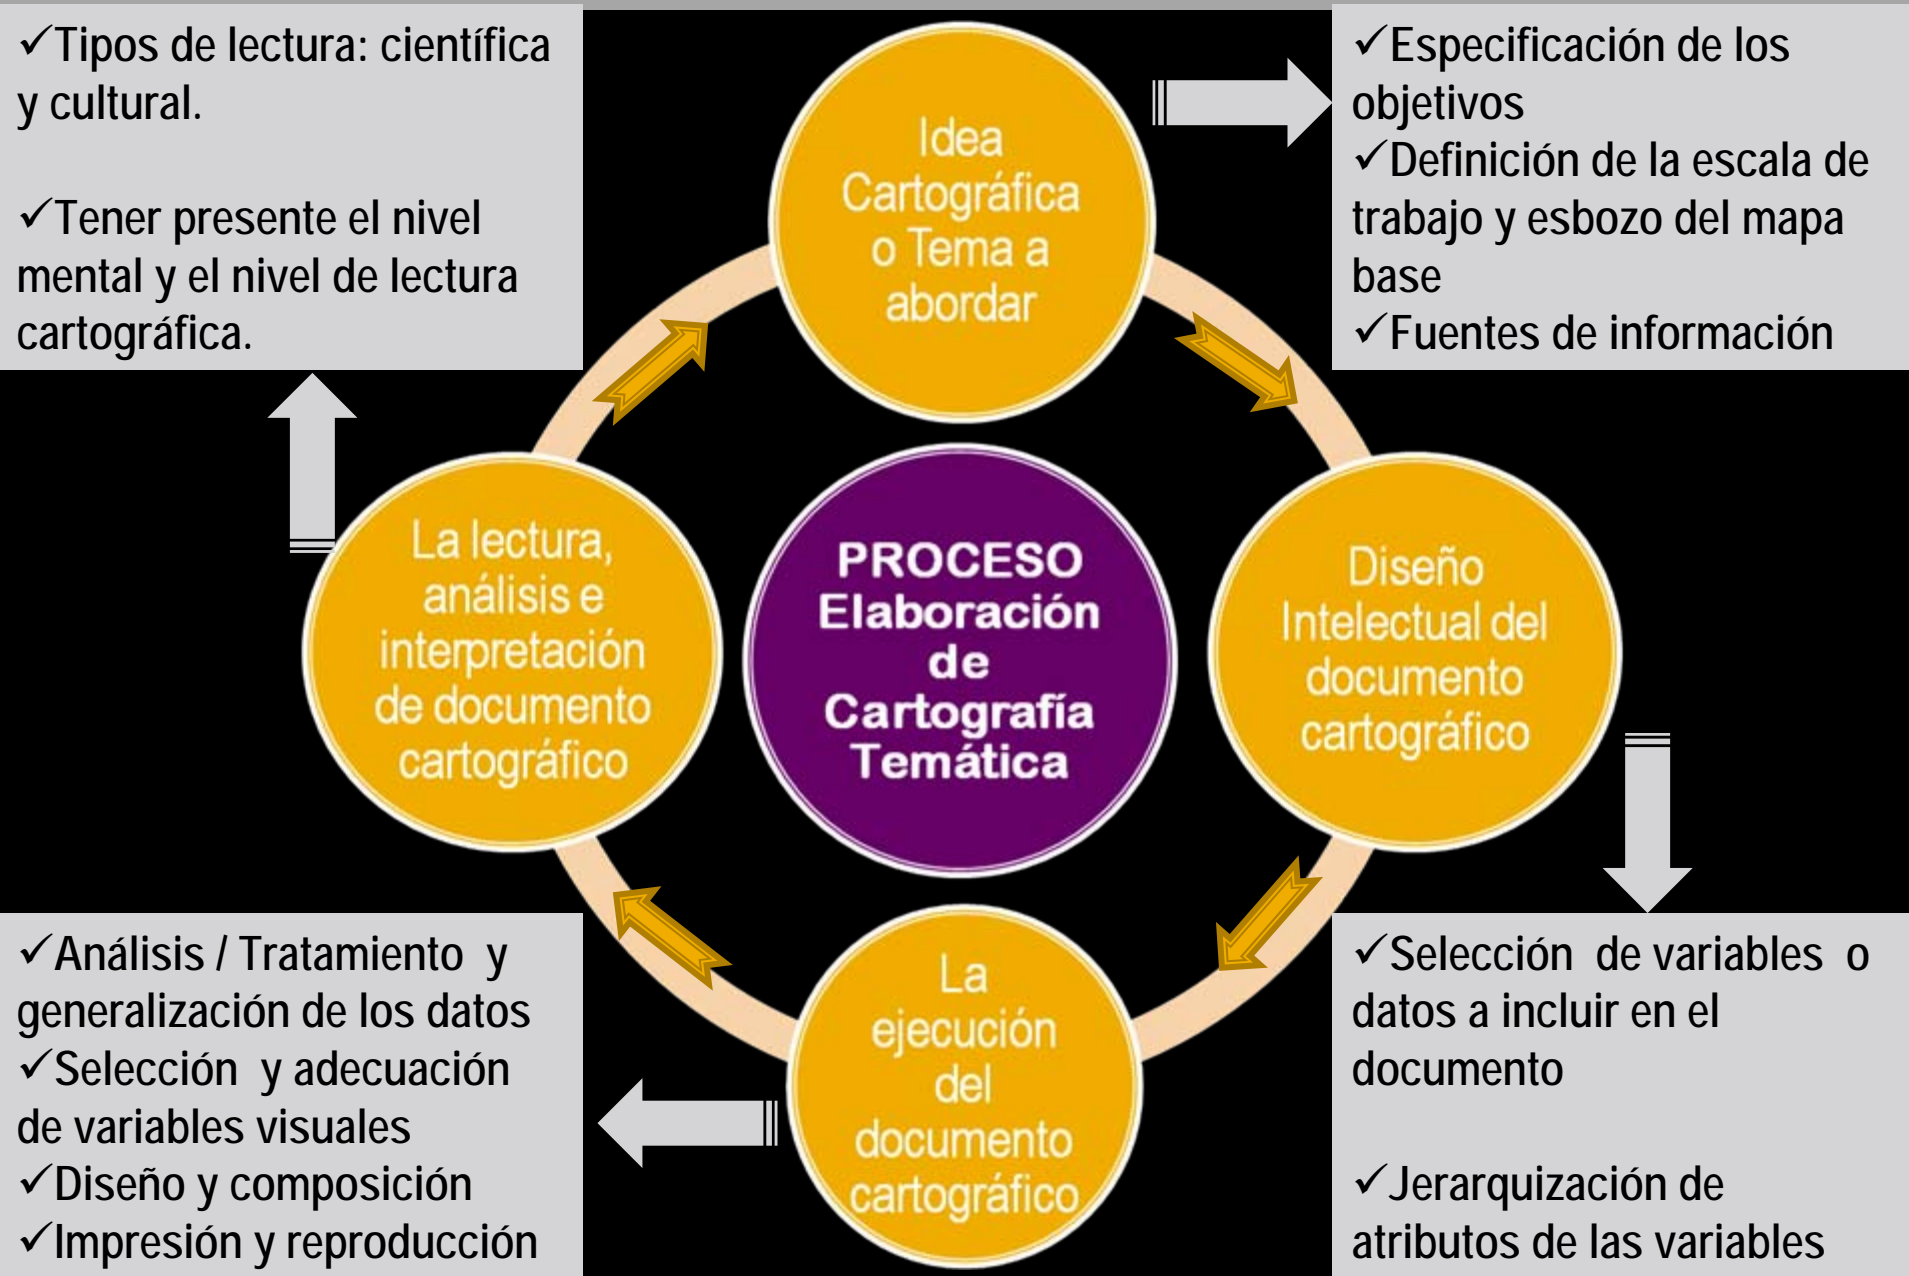 ✓Tipos de lectura: científica
y cultural.
✓Tener presente el nivel
mental y el nivel de lectura
cartográfica.
Idea
Cartográfica
o Tema a
abordar
✓Especificación de los
objetivos
✓Definición de la escala de
trabajo y esbozo del mapa
base
✓Fuentes de información
La lectura,
análisis e
interpretación
de documento
cartográfico
PROCESO
Elaboración
de
Cartografía
Temática
Diseño
Intelectual del
documento
cartográfico
✓Análisis / Tratamiento y
generalización de los datos
✓Selección y adecuación
de variables visuales
✓Diseño y composición
✓Impresión y reproducción
La
ejecución
del
documento
cartográfico
✓Selección de variables o
datos a incluir en el
documento
✓Jerarquización de
atributos de las variables